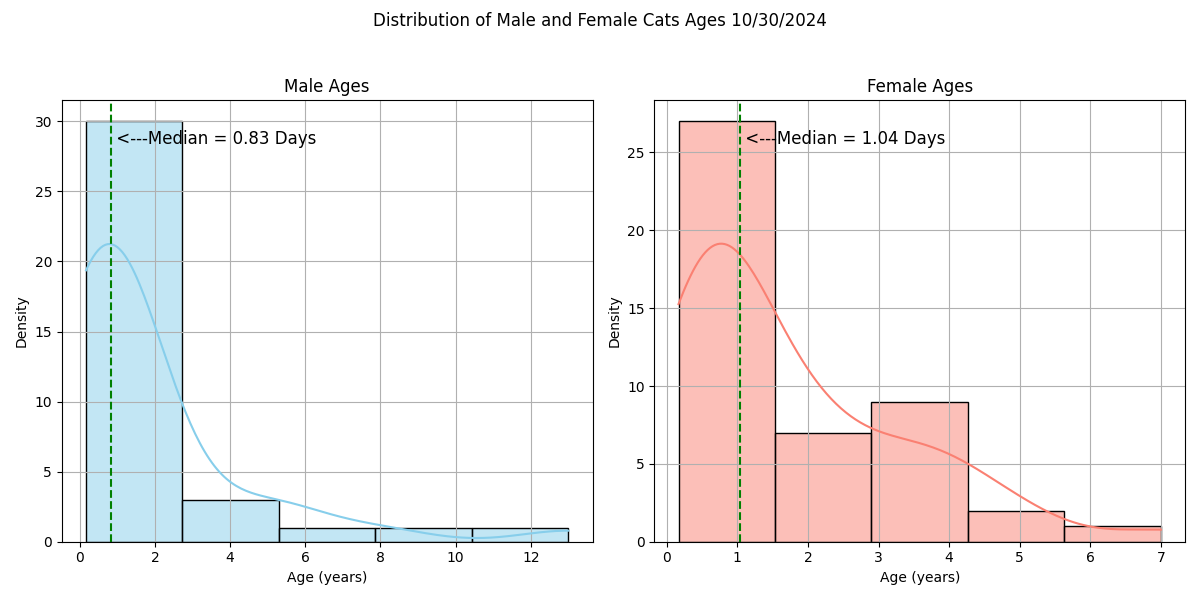 Distribution of Male and Female Cats Ages 10/30/2024
Male Ages
30
25
20
15
10
5
0
Density
<---Median = 0.83 Days
0 2 4 6 8 10 12
Age (years)
Female Ages
25
20
15
10
5
0
Density
<---Median = 1.04 Days
0 1 2 3 4 5 6 7
Age (years)